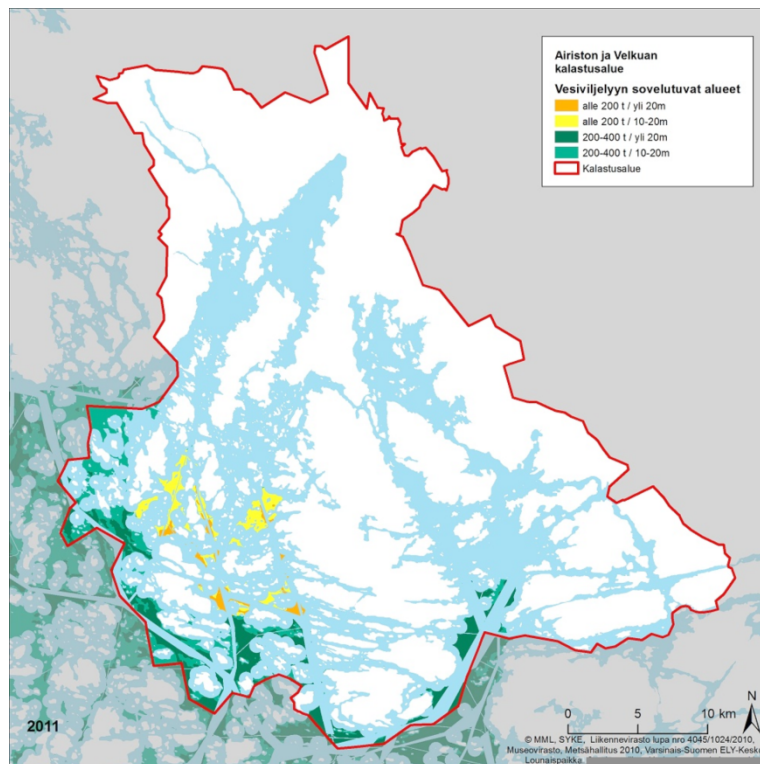 Airiston ja Velkuan
kalastusalue
Vesiviljelyyn sovelutuvat alueet
alle 200 t / yli 20m
alle 200 t / 10-20m
200-400 t / yli 20m
200-400 t / 10-20m
Kalastusalue
N
0 5 10 km
2011
© MML, SYKE, Liikennevirasto lupa nro 4045/1024/2010,
Museovirasto, Metsähallitus 2010, Varsinais-Suomen ELY-Kesk
Lounaispaikka.